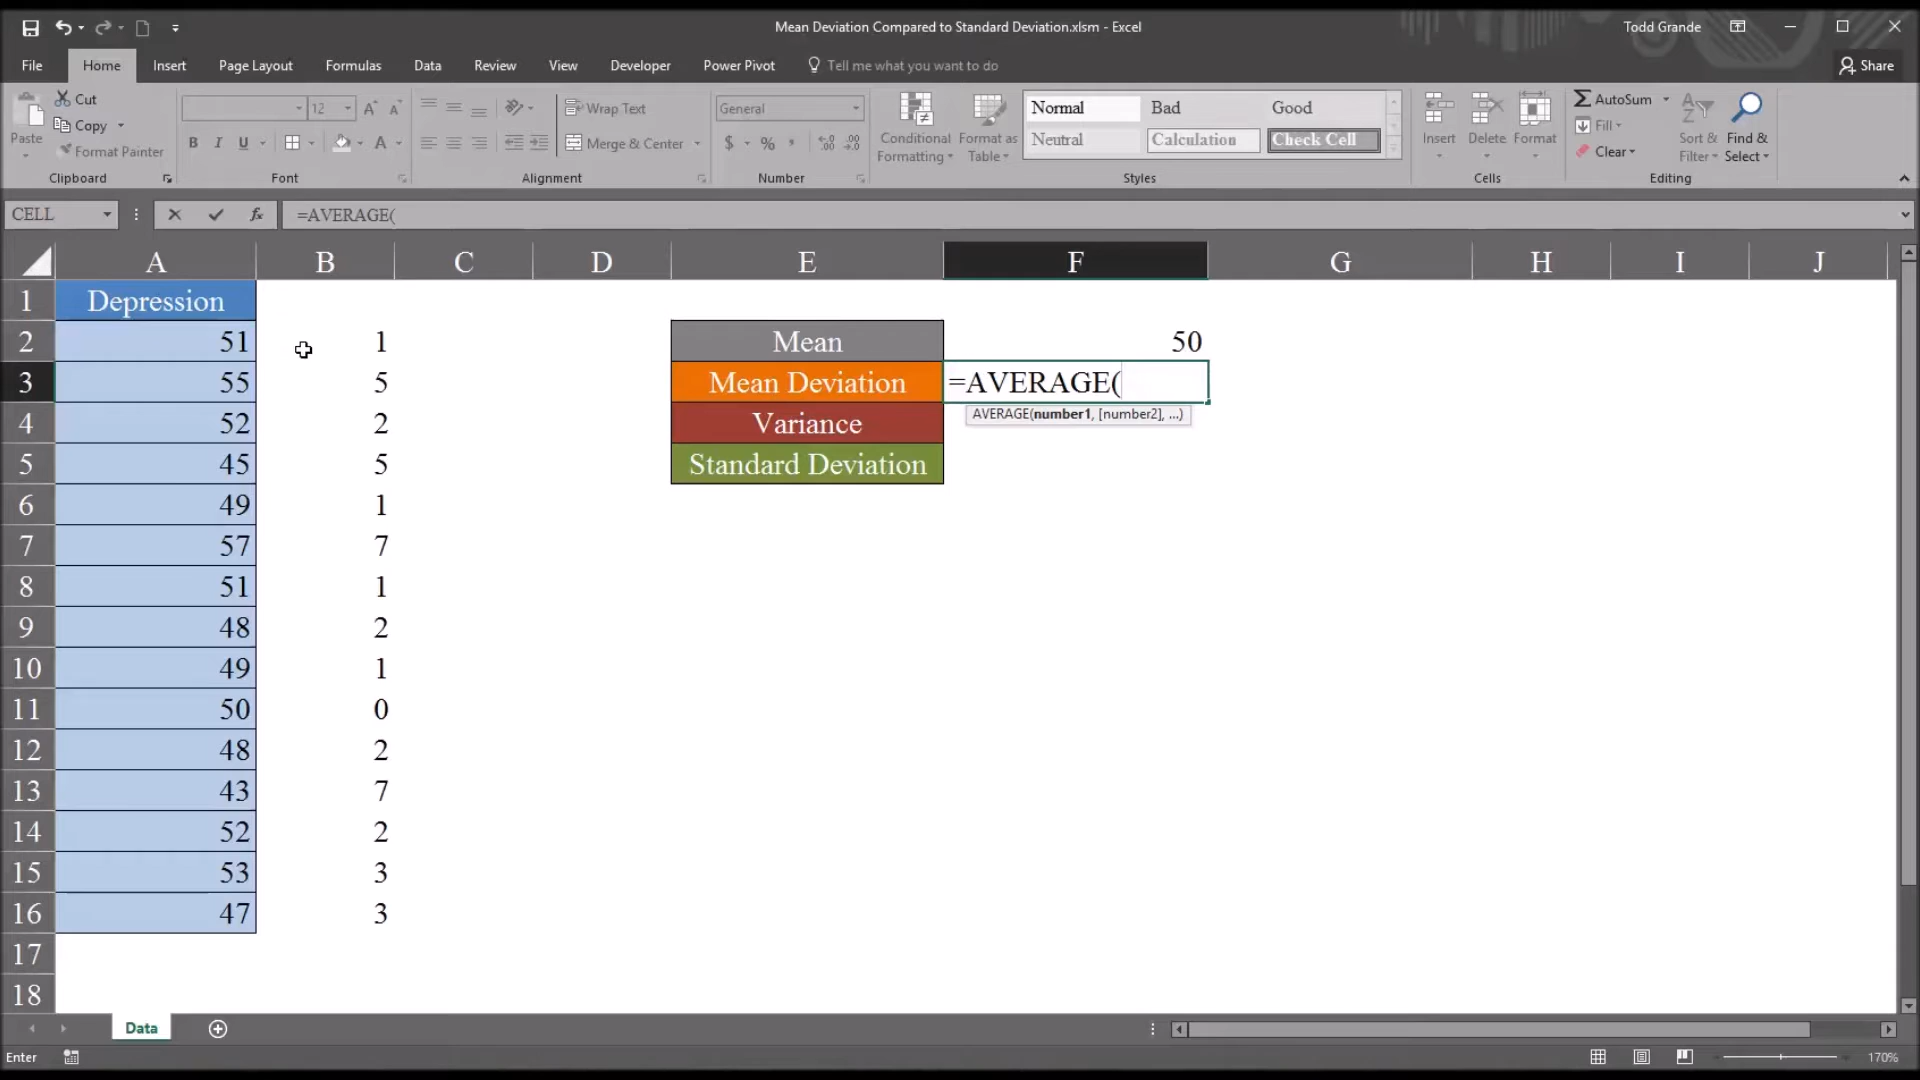 Mean Deviation Compared to Standard Deviation.xlsm - Excel
Todd Grande
File Home Insert Page Layout Formulas Data Review View Developer Power Pivot Tell me what you want to do Share
Paste
Cut
Copy
Format Painter
Clipboard
12
A A
B I U A
Font
Wrap Text
Merge & Center
Alignment
General
$ % ,
Number
Conditional Formatting
Format as Table
Normal Bad Good
Neutral Calculation Check Cell
Styles
Insert Delete Format
Cells
AutoSum
Fill
Clear
Sort & Filter
Find & Select
Editing
CELL
fx
=AVERAGE(
A B C D E F G H I J
1 Depression
2 51 1 Mean 50
3 55 5 Mean Deviation =AVERAGE(
AVERAGE(number1, [number2], ...)
4 52 2 Variance
5 45 5 Standard Deviation
6 49 1
7 57 7
8 51 1
9 48 2
10 49 1
11 50 0
12 48 2
13 43 7
14 52 2
15 53 3
16 47 3
17
18
Data
Enter
170%